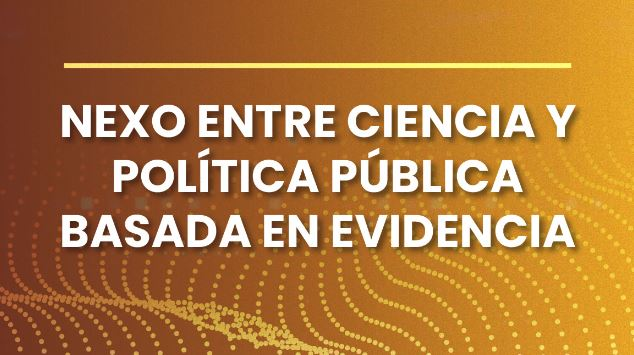 NEXO ENTRE CIENCIA Y
POLÍTICA PÚBLICA
BASADA EN EVIDENCIA